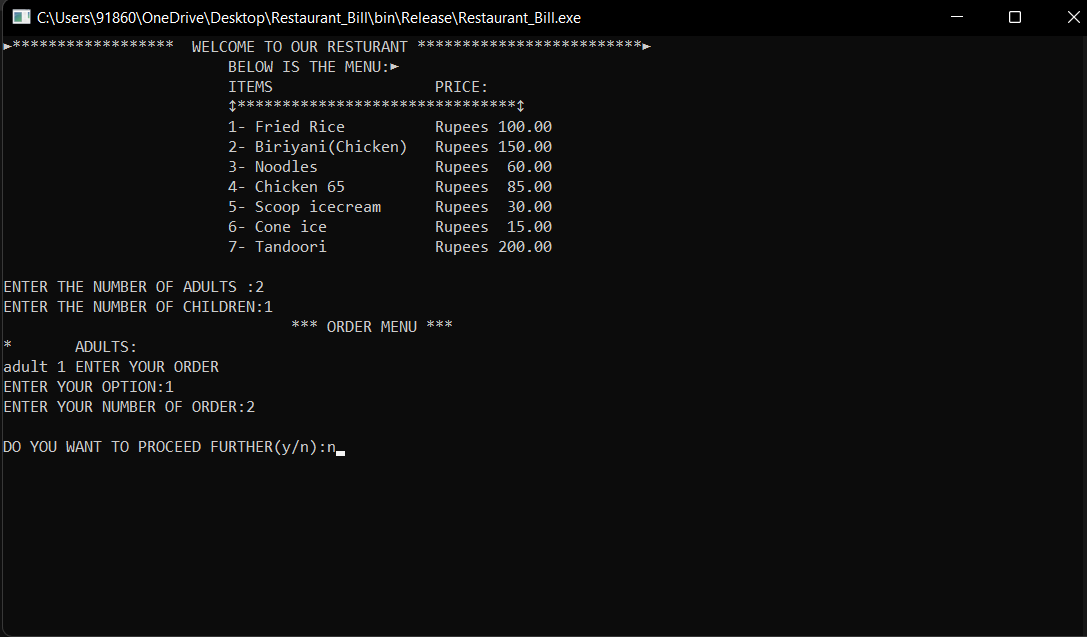 C:\Users\91860\OneDrive\Desktop\Restaurant_Bill\bin\Release\Restaurant_Bill.exe
►****************** WELCOME TO OUR RESTURANT *************************►
BELOW IS THE MENU:►
ITEMS PRICE:
↕*******************************↕
1- Fried Rice Rupees 100.00
2- Biriyani(Chicken) Rupees 150.00
3- Noodles Rupees 60.00
4- Chicken 65 Rupees 85.00
5- Scoop icecream Rupees 30.00
6- Cone ice Rupees 15.00
7- Tandoori Rupees 200.00
ENTER THE NUMBER OF ADULTS :2
ENTER THE NUMBER OF CHILDREN:1
*** ORDER MENU ***
* ADULTS:
adult 1 ENTER YOUR ORDER
ENTER YOUR OPTION:1
ENTER YOUR NUMBER OF ORDER:2
DO YOU WANT TO PROCEED FURTHER(y/n):n